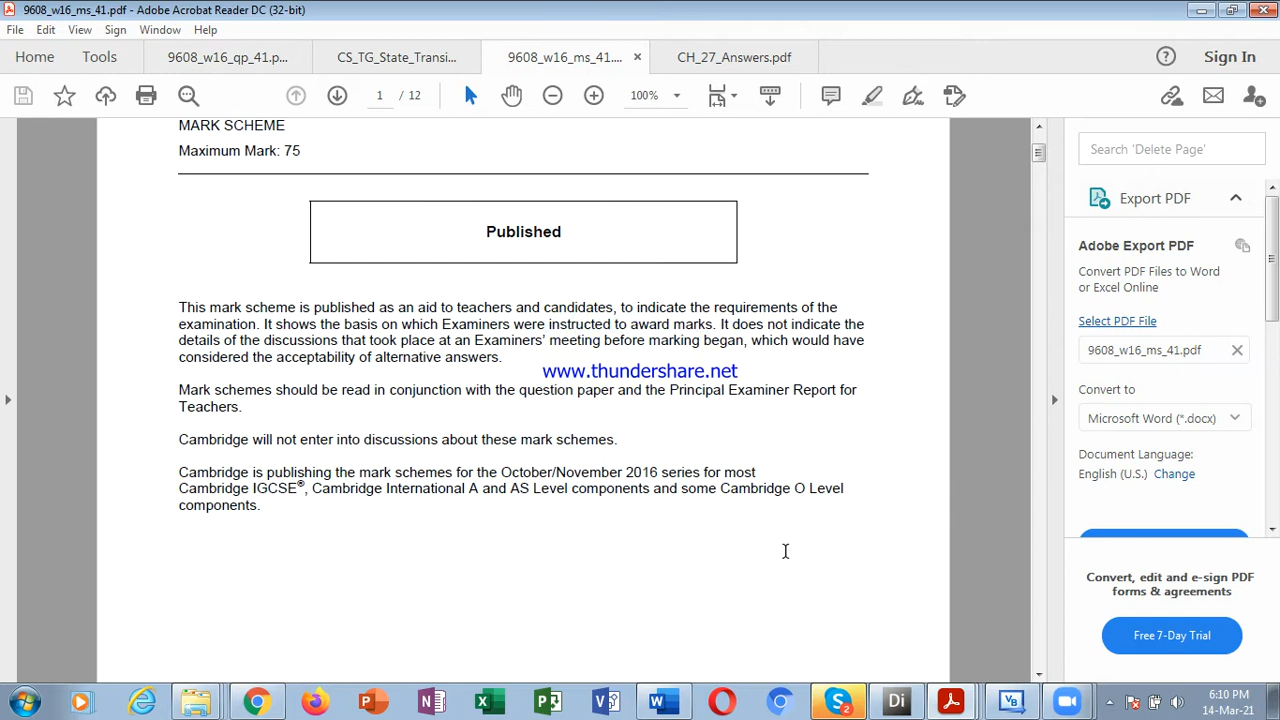 9608_w16_ms_41.pdf - Adobe Acrobat Reader DC (32-bit)
File Edit View Sign Window Help
Home Tools 9608_w16_qp_41.p... CS_TG_State_Transi... 9608_w16_ms_41.... CH_27_Answers.pdf Sign In
1 / 12 100%
MARK SCHEME
Maximum Mark: 75
Published
This mark scheme is published as an aid to teachers and candidates, to indicate the requirements of the
examination. It shows the basis on which Examiners were instructed to award marks. It does not indicate the
details of the discussions that took place at an Examiners' meeting before marking began, which would have
considered the acceptability of alternative answers.
www.thundershare.net
Mark schemes should be read in conjunction with the question paper and the Principal Examiner Report for
Teachers.
Cambridge will not enter into discussions about these mark schemes.
Cambridge is publishing the mark schemes for the October/November 2016 series for most
Cambridge IGCSE®, Cambridge International A and AS Level components and some Cambridge O Level
components.
Search 'Delete Page'
Export PDF
Adobe Export PDF
Convert PDF Files to Word
or Excel Online
Select PDF File
9608_w16_ms_41.pdf
Convert to
Microsoft Word (*.docx)
Document Language:
English (U.S.) Change
Convert, edit and e-sign PDF
forms & agreements
Free 7-Day Trial
2
Di
6:10 PM
14-Mar-21